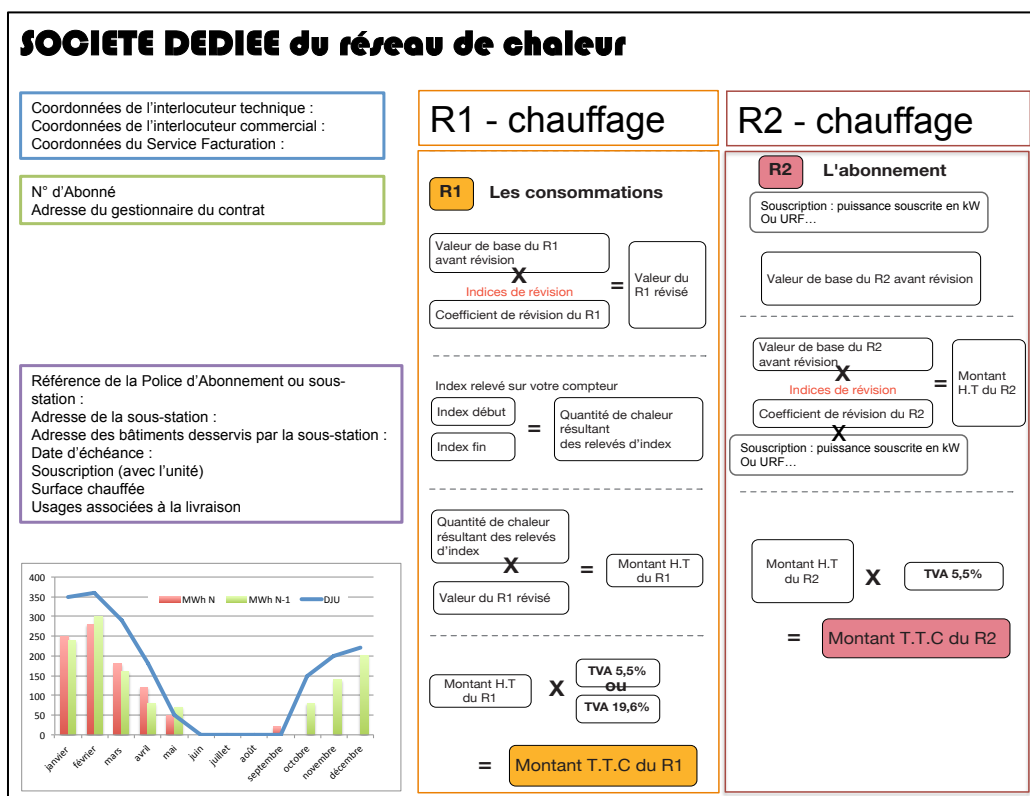 SOCIETE DEDIEE du réseau de chaleur
Coordonnées de l'interlocuteur technique :
Coordonnées de l'interlocuteur commercial :
Coordonnées du Service Facturation :
N° d'Abonné
Adresse du gestionnaire du contrat
Référence de la Police d'Abonnement ou sous-
station :
Adresse de la sous-station :
Adresse des bâtiments desservis par la sous-station :
Date d'échéance :
Souscription (avec l'unité)
Surface chauffée
Usages associées à la livraison
400
350
300
250
200
150
100
50
0
MWh N
MWh N-1
DJU
janvier
février
mars
avril
mai
juin
juillet
août
septembre
octobre
novembre
décembre
R1 - chauffage
R1 Les consommations
Valeur de base du R1
avant révision
X
Indices de révision
Coefficient de révision du R1
=
Valeur du
R1 révisé
Index relevé sur votre compteur
Index début
Index fin
=
Quantité de chaleur
résultant
des relevés d'index
Quantité de chaleur
résultant des relevés
d'index
X
Valeur du R1 révisé
=
Montant H.T
du R1
Montant H.T
du R1
X
TVA 5,5%
ou
TVA 19,6%
=
Montant T.T.C du R1
R2 - chauffage
R2 L'abonnement
Souscription : puissance souscrite en kW
Ou URF…
Valeur de base du R2 avant révision
Valeur de base du R2
avant révision
X
Indices de révision
Coefficient de révision du R2
X
Souscription : puissance souscrite en kW
Ou URF…
=
Montant
H.T du R2
Montant H.T
du R2
X
TVA 5,5%
=
Montant T.T.C du R2